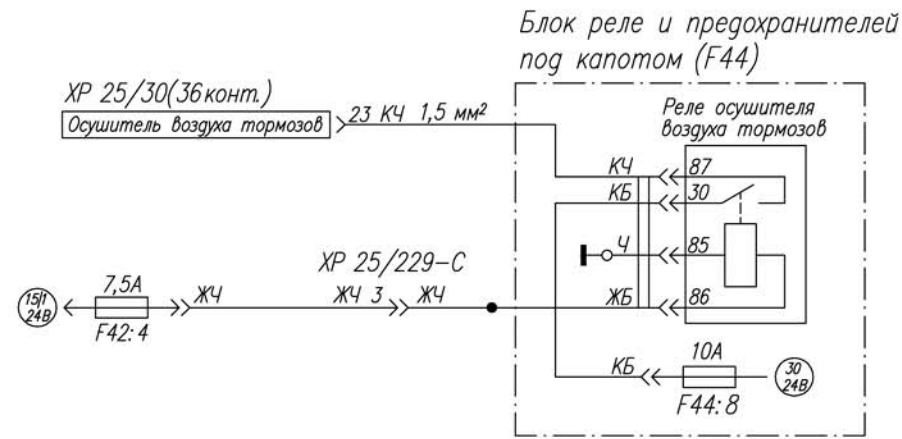 Блок реле и предохранителей
под капотом (F44)
XP 25/30(36конт.)
Осушитель воздуха тормозов
23 КЧ 1,5 мм²
Реле осушителя
воздуха тормозов
КЧ
87
КБ
30
Ч
85
XP 25/229-С
15/1
24В
7,5А
F42:4
ЖЧ
ЖЧ 3
ЖЧ
ЖБ
86
КБ
10А
F44:8
30
24В